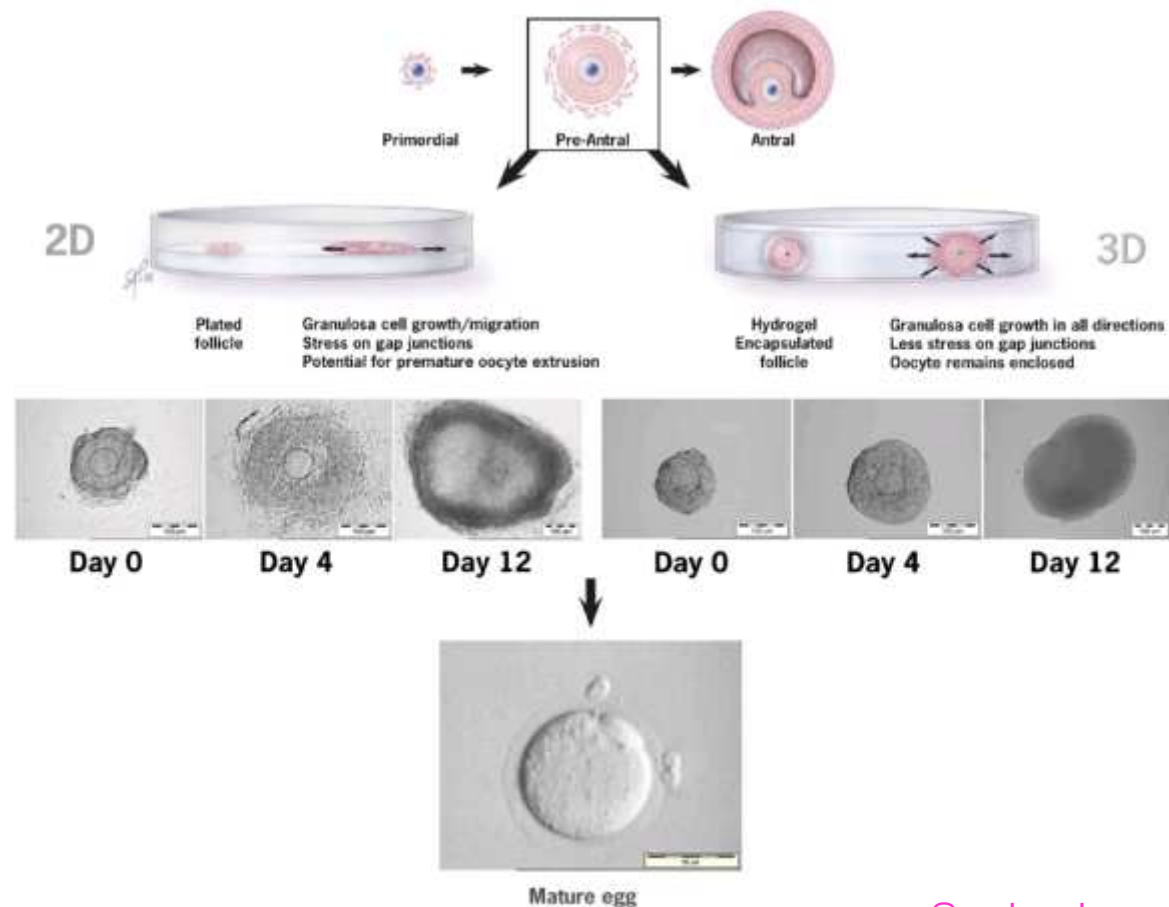 Primordial
Pre-Antral
Antral
2D
3D
Plated
follicle
Granulosa cell growth/migration
Stress on gap junctions
Potential for premature oocyte extrusion
Hydrogel
Encapsulated
follicle
Granulosa cell growth in all directions
Less stress on gap junctions
Oocyte remains enclosed
Day 0
Day 4
Day 12
Day 0
Day 4
Day 12
Mature egg